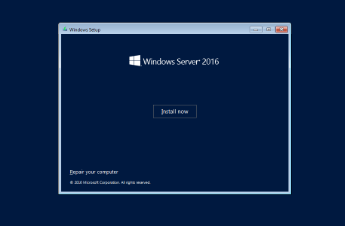 Windows Setup
Windows Server 2016
Install now
Repair your computer
© 2016 Microsoft Corporation. All rights reserved.